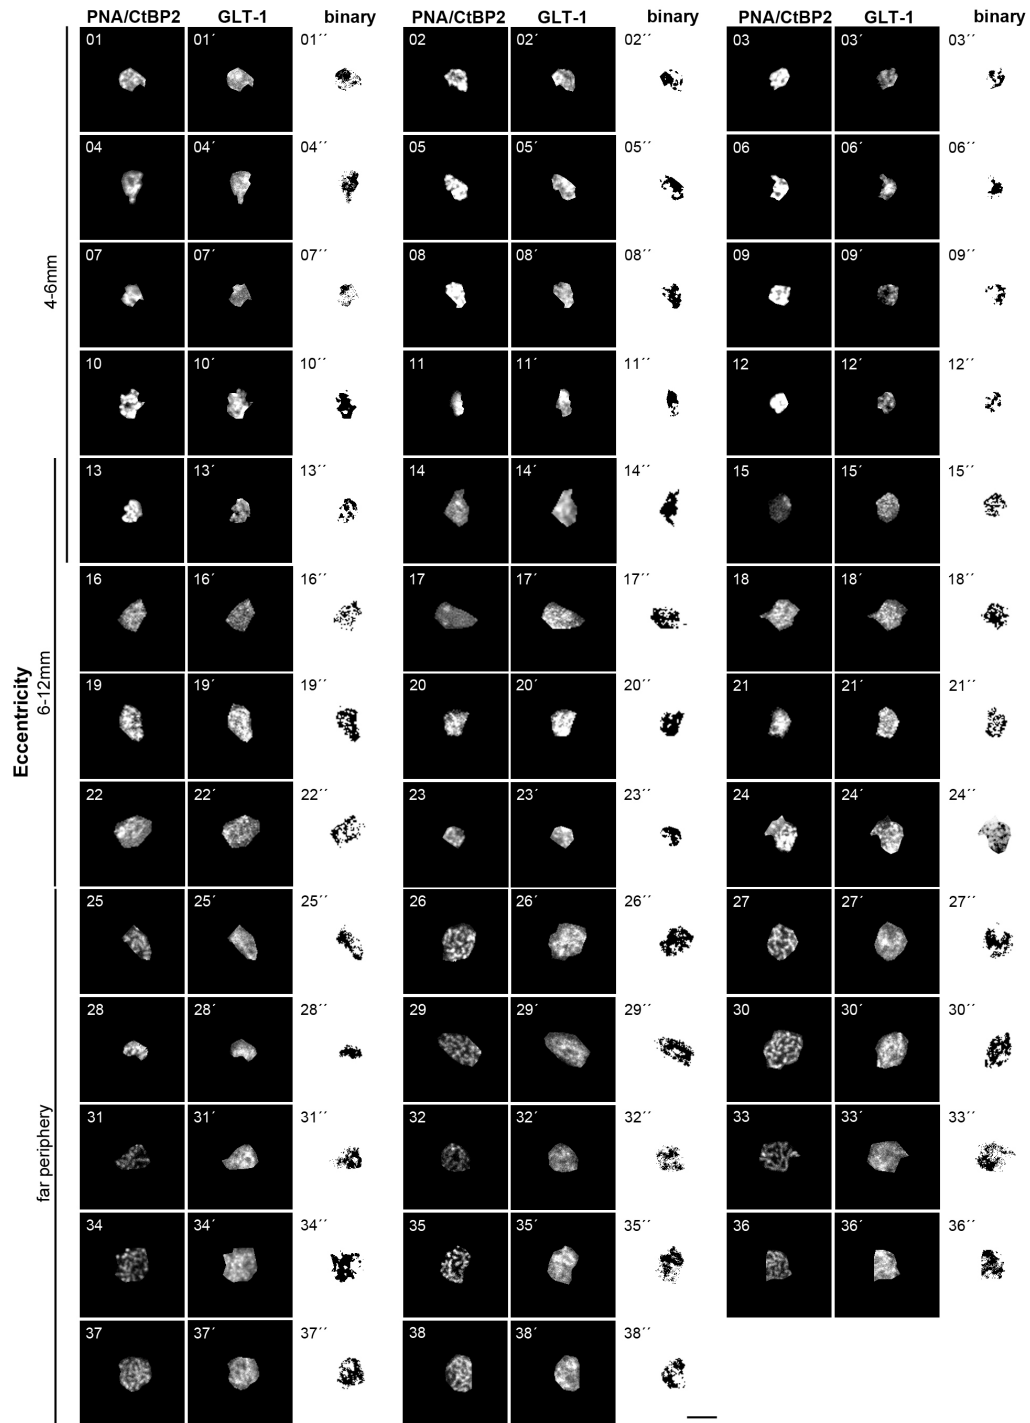 PNA/CtBP2 GLT-1 binary PNA/CtBP2 GLT-1 binary PNA/CtBP2 GLT-1 binary
01 01´ 01´´ 02 02´ 02´´ 03 03´ 03´´
04 04´ 04´´ 05 05´ 05´´ 06 06´ 06´´
4-6mm
07 07´ 07´´ 08 08´ 08´´ 09 09´ 09´´
10 10´ 10´´ 11 11´ 11´´ 12 12´ 12´´
13 13´ 13´´ 14 14´ 14´´ 15 15´ 15´´
16 16´ 16´´ 17 17´ 17´´ 18 18´ 18´´
Eccentricity
6-12mm
19 19´ 19´´ 20 20´ 20´´ 21 21´ 21´´
22 22´ 22´´ 23 23´ 23´´ 24 24´ 24´´
25 25´ 25´´ 26 26´ 26´´ 27 27´ 27´´
28 28´ 28´´ 29 29´ 29´´ 30 30´ 30´´
far periphery
31 31´ 31´´ 32 32´ 32´´ 33 33´ 33´´
34 34´ 34´´ 35 35´ 35´´ 36 36´ 36´´
37 37´ 37´´ 38 38´ 38´´